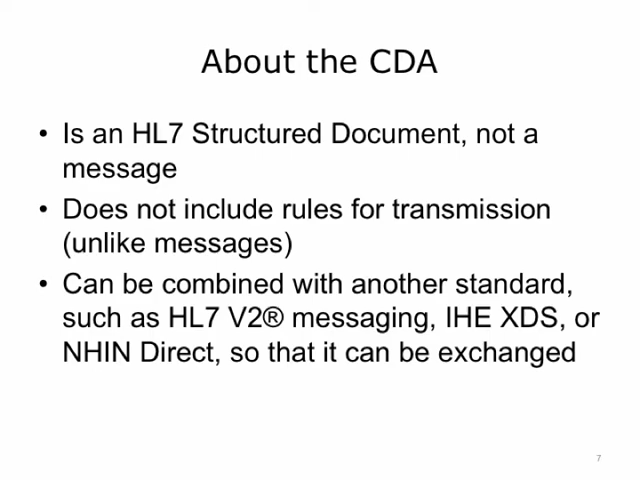 About the CDA
• Is an HL7 Structured Document, not a
message
• Does not include rules for transmission
(unlike messages)
• Can be combined with another standard,
such as HL7 V2® messaging, IHE XDS, or
NHIN Direct, so that it can be exchanged
7